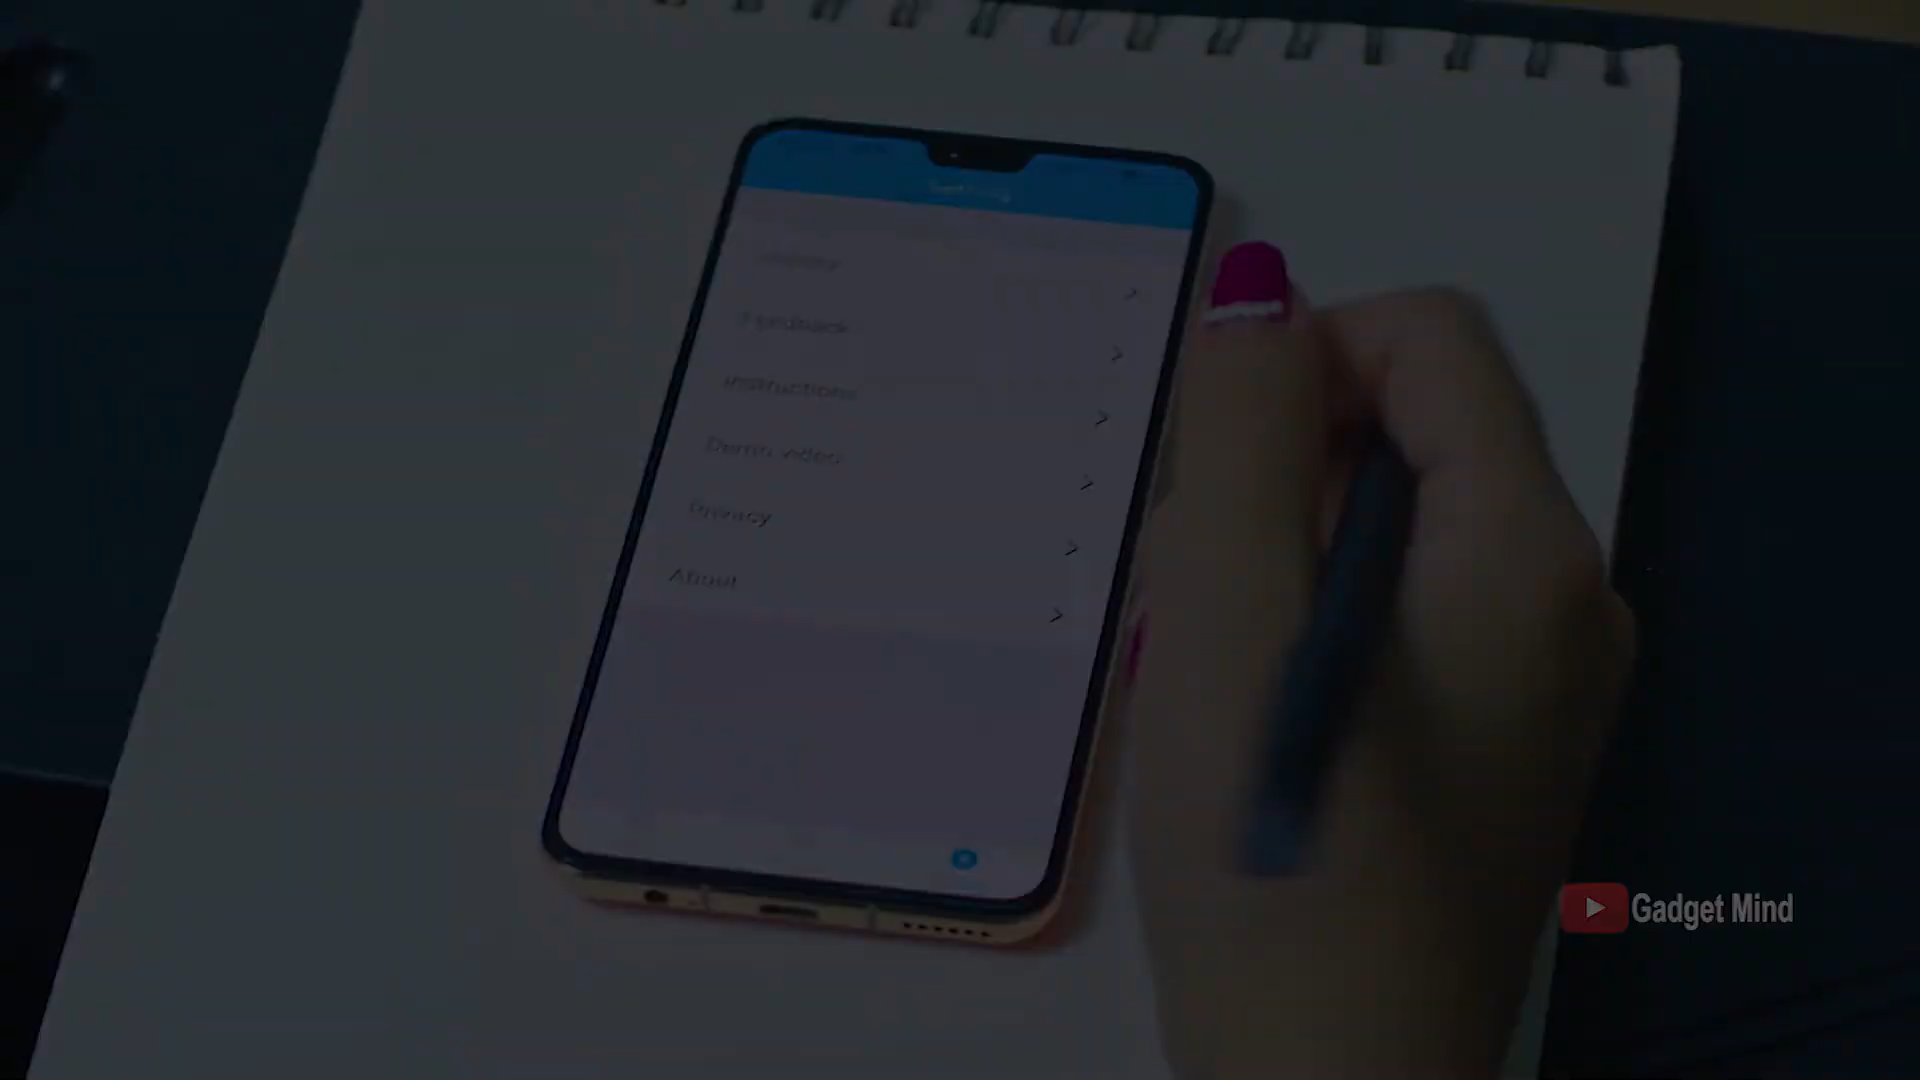 Feedback
Instructions
Demo video
Privacy
About
Gadget Mind